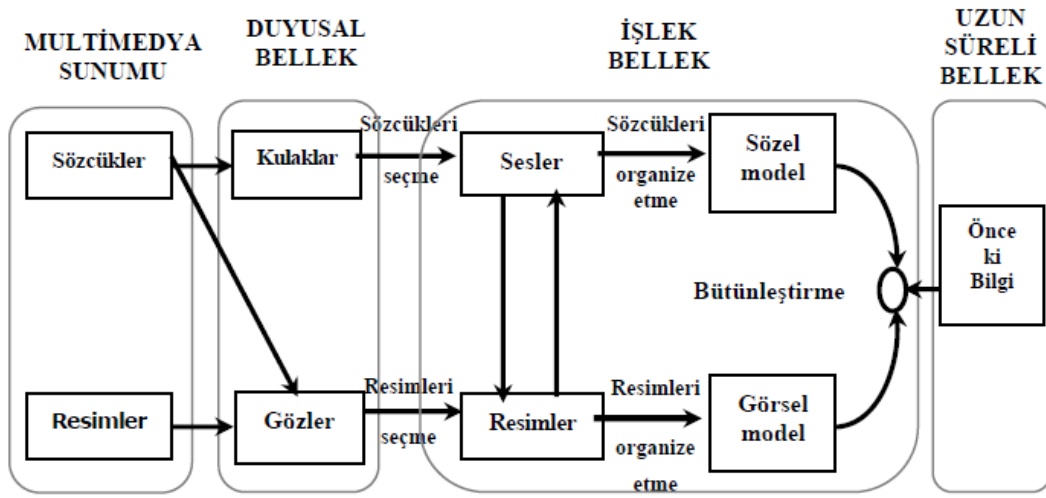 MULTİMEDYA
SUNUMU
DUYUSAL
BELLEK
İŞLEK
BELLEK
UZUN
SÜRELİ
BELLEK
Sözcükler
Kulaklar
Sözcükleri
seçme
Sesler
Sözcükleri
organize
etme
Sözel
model
Önce
ki
Bilgi
Bütünleştirme
Resimler
Gözler
Resimleri
seçme
Resimler
Resimleri
organize
etme
Görsel
model